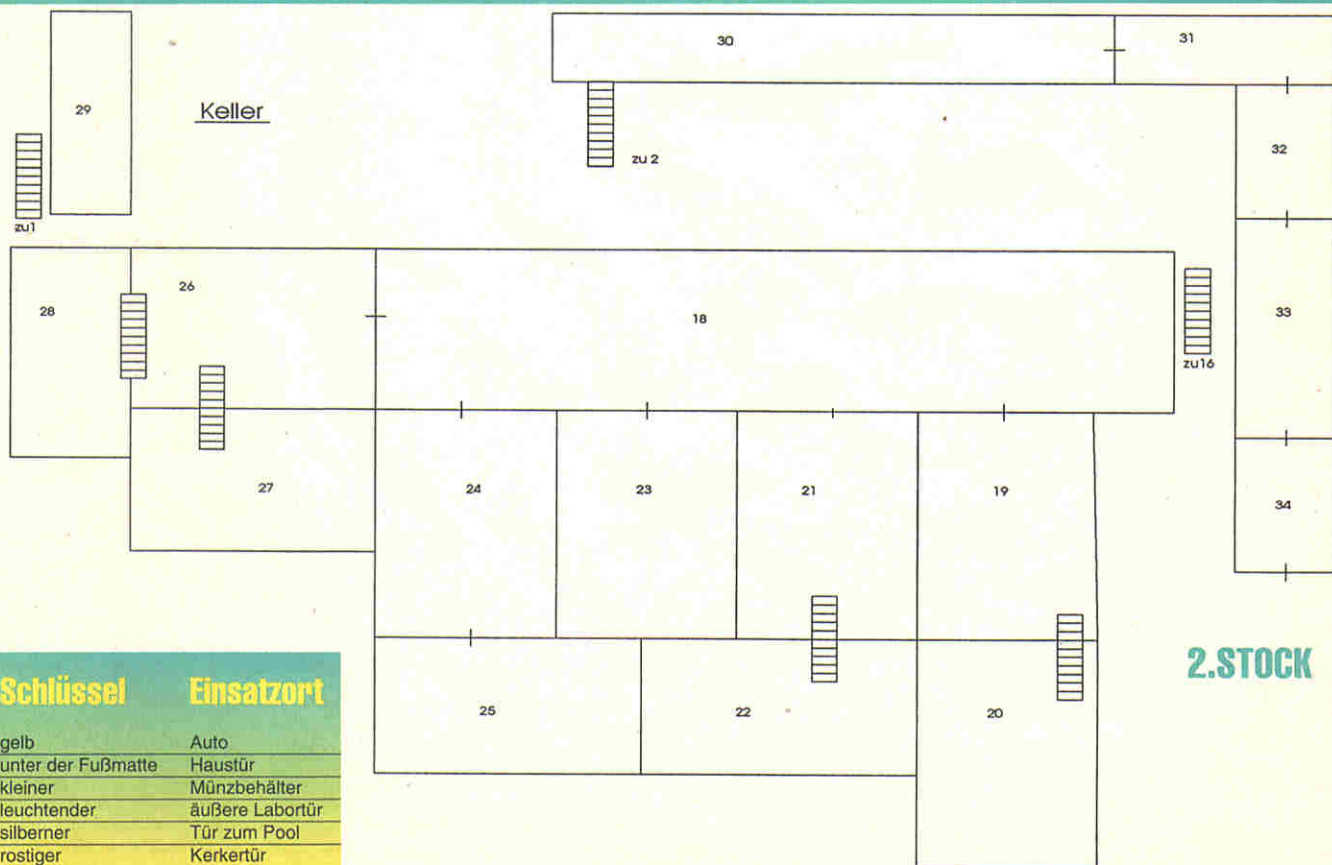 30
31
29
Keller
32
zu 2
zu1
26
28
18
33
zu16
27
24
23
21
19
34
2.STOCK
25
22
20
Schlüssel Einsatzort
gelb Auto
unter der Fußmatte Haustür
kleiner Münzbehälter
leuchtender äußere Labortür
silberner Tür zum Pool
rostiger Kerkertür